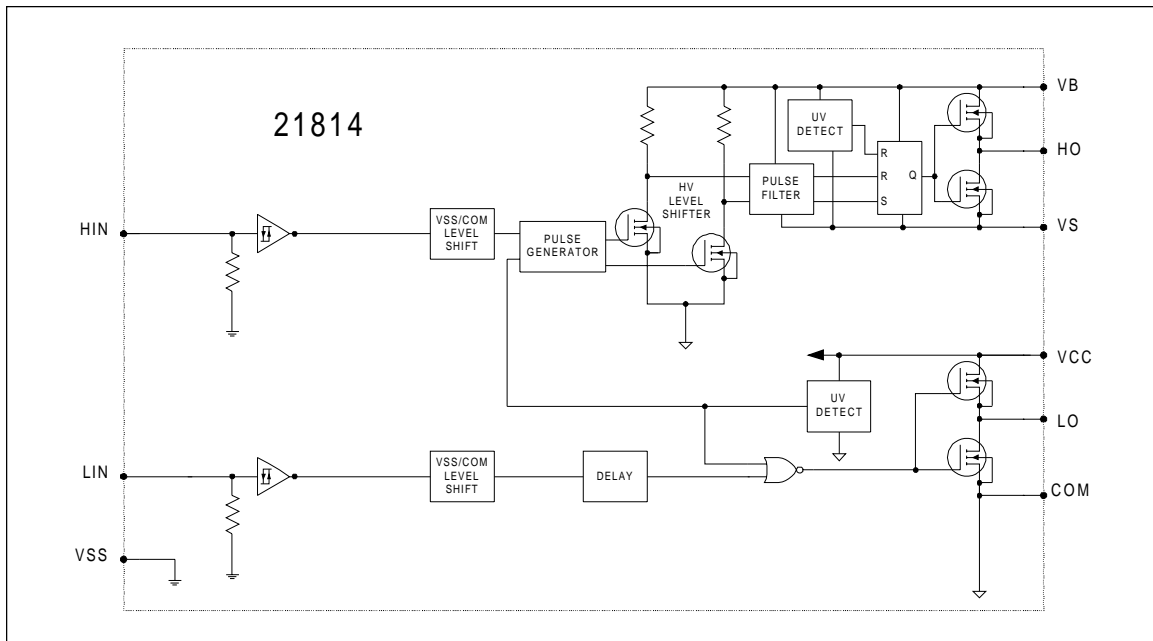 21814
VB
UV
DETECT
HO
R
R
Q
S
PULSE
FILTER
HV
LEVEL
SHIFTER
VS
HIN
VSS/COM
LEVEL
SHIFT
PULSE
GENERATOR
VCC
UV
DETECT
LO
LIN
VSS/COM
LEVEL
SHIFT
DELAY
COM
VSS